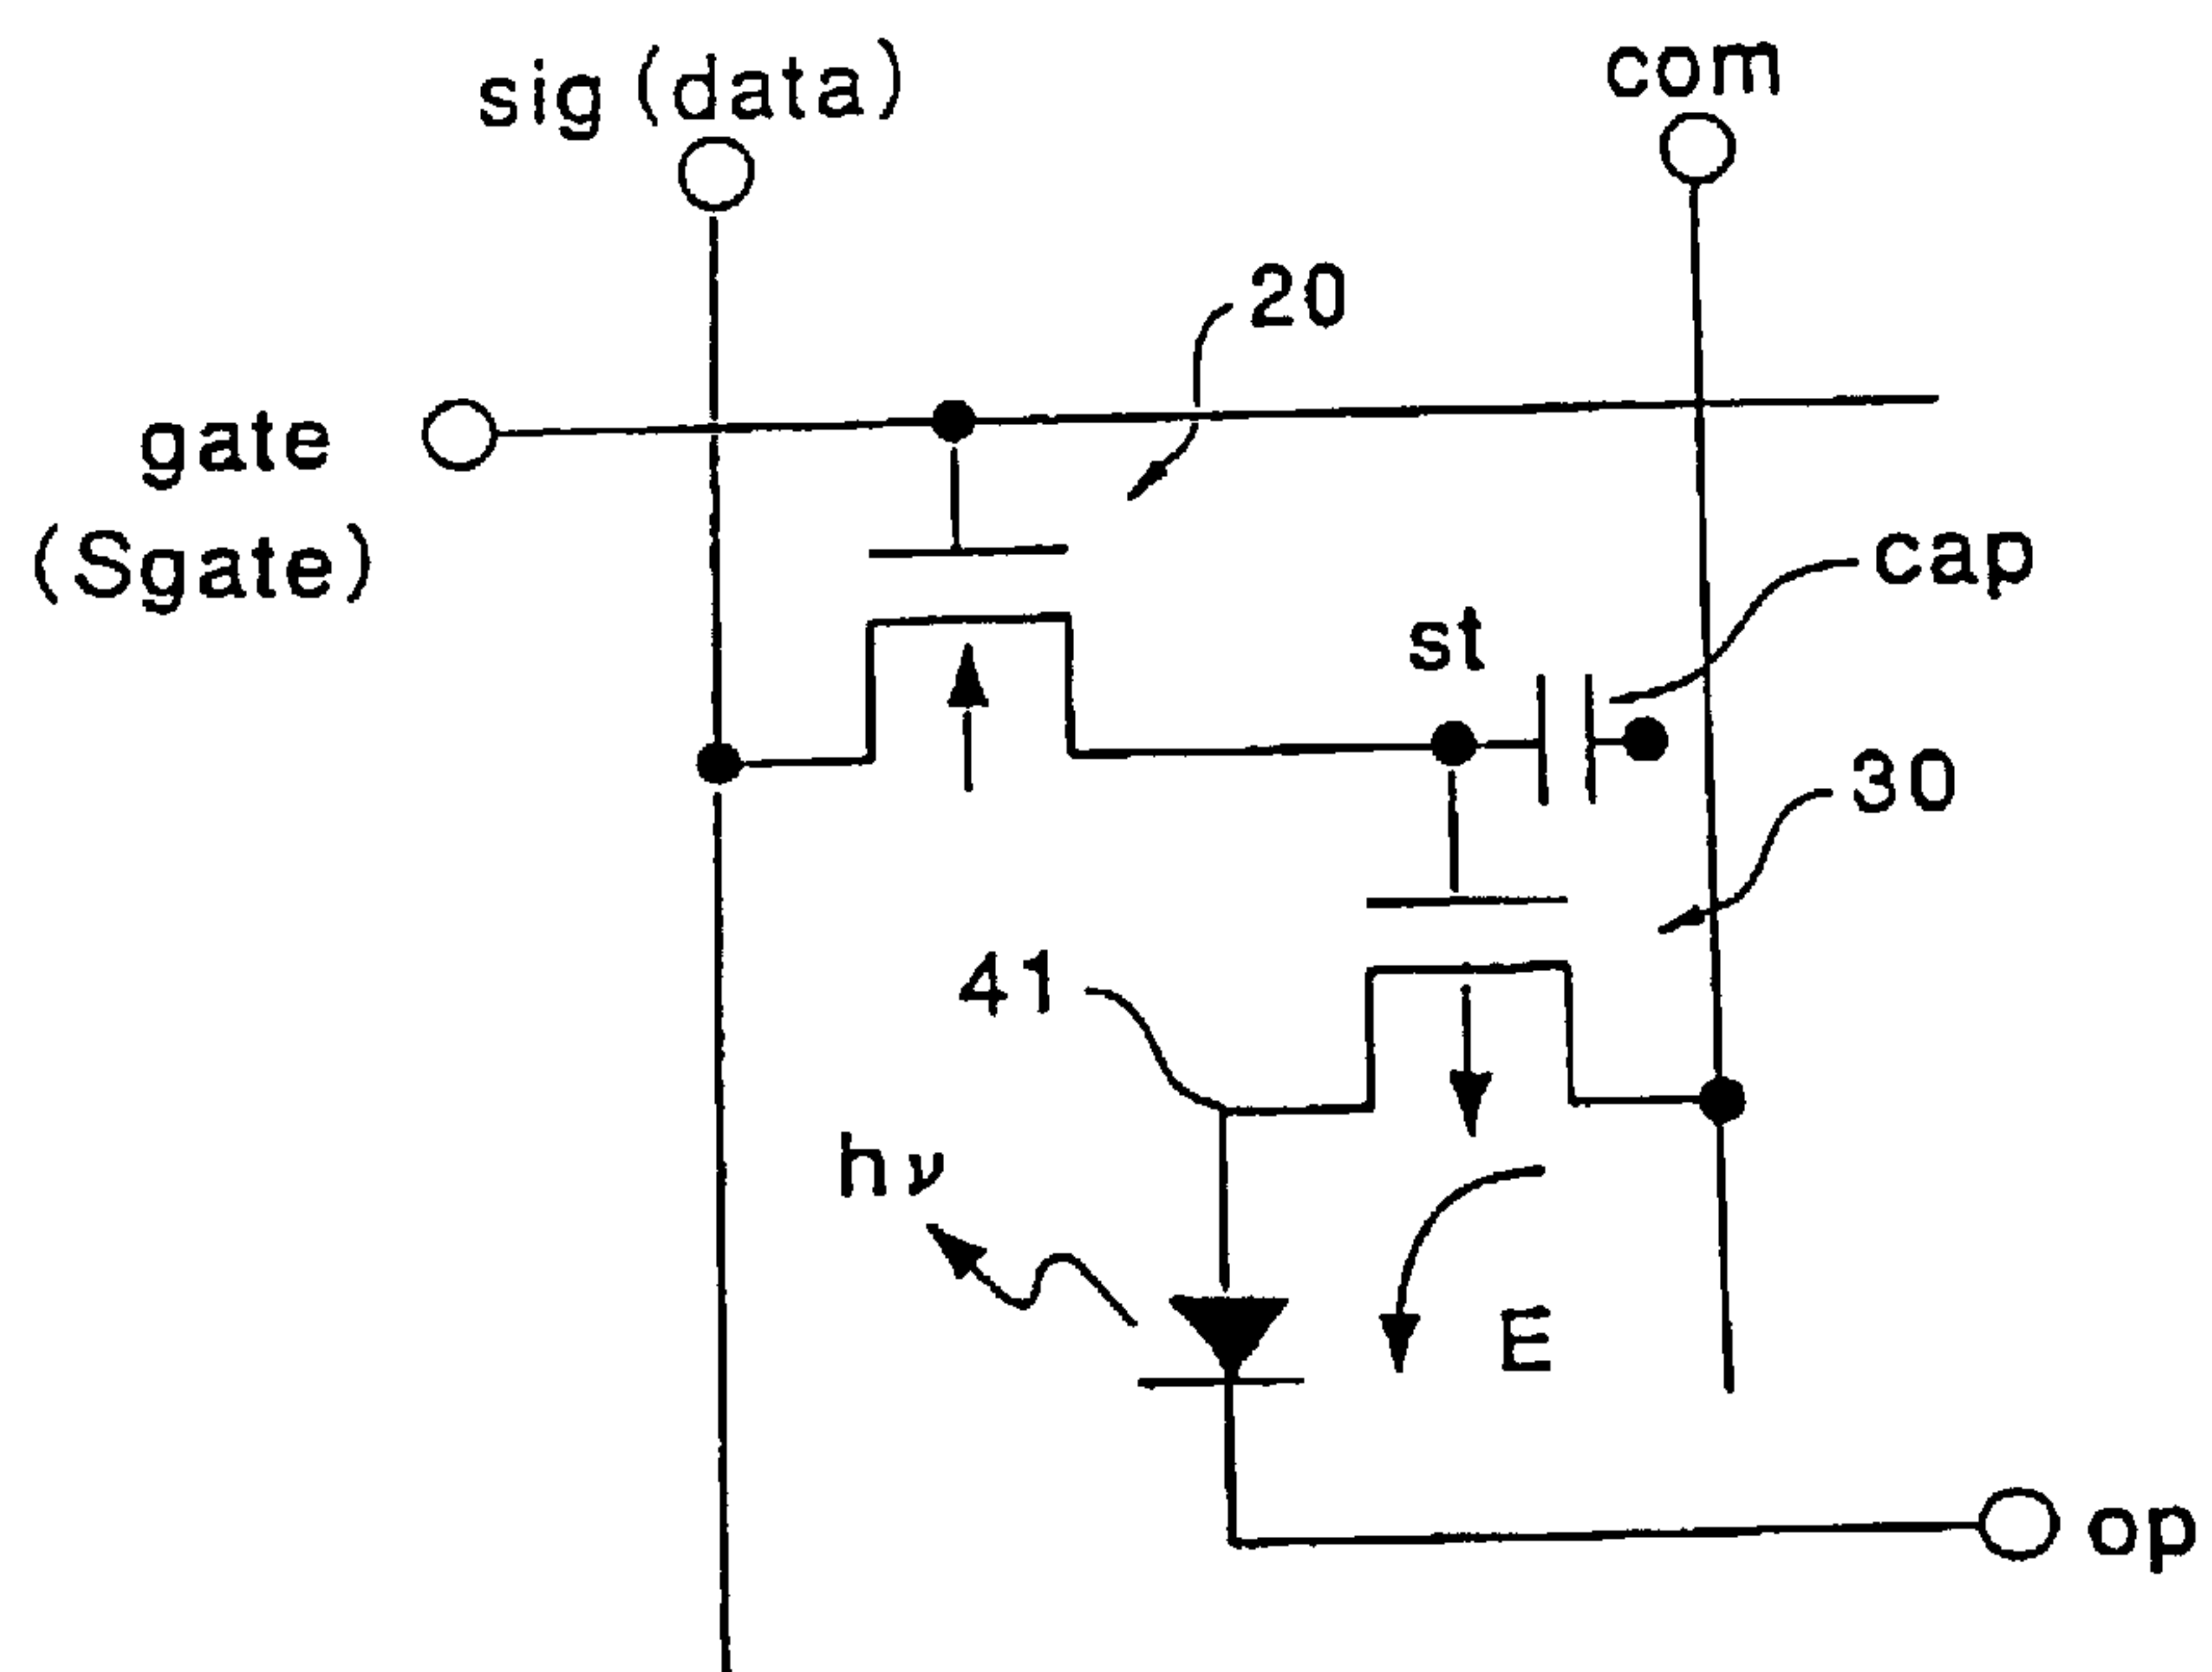 sig(data)
com
20
gate
(Sgate)
cap
st
30
41
hν
E
op